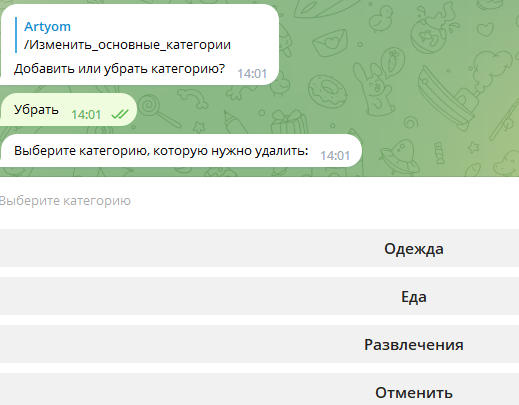 Artyom
/Изменить_основные_категории
Добавить или убрать категорию? 14:01
Убрать 14:01
Выберите категорию, которую нужно удалить: 14:01
Выберите категорию
Одежда
Еда
Развлечения
Отменить